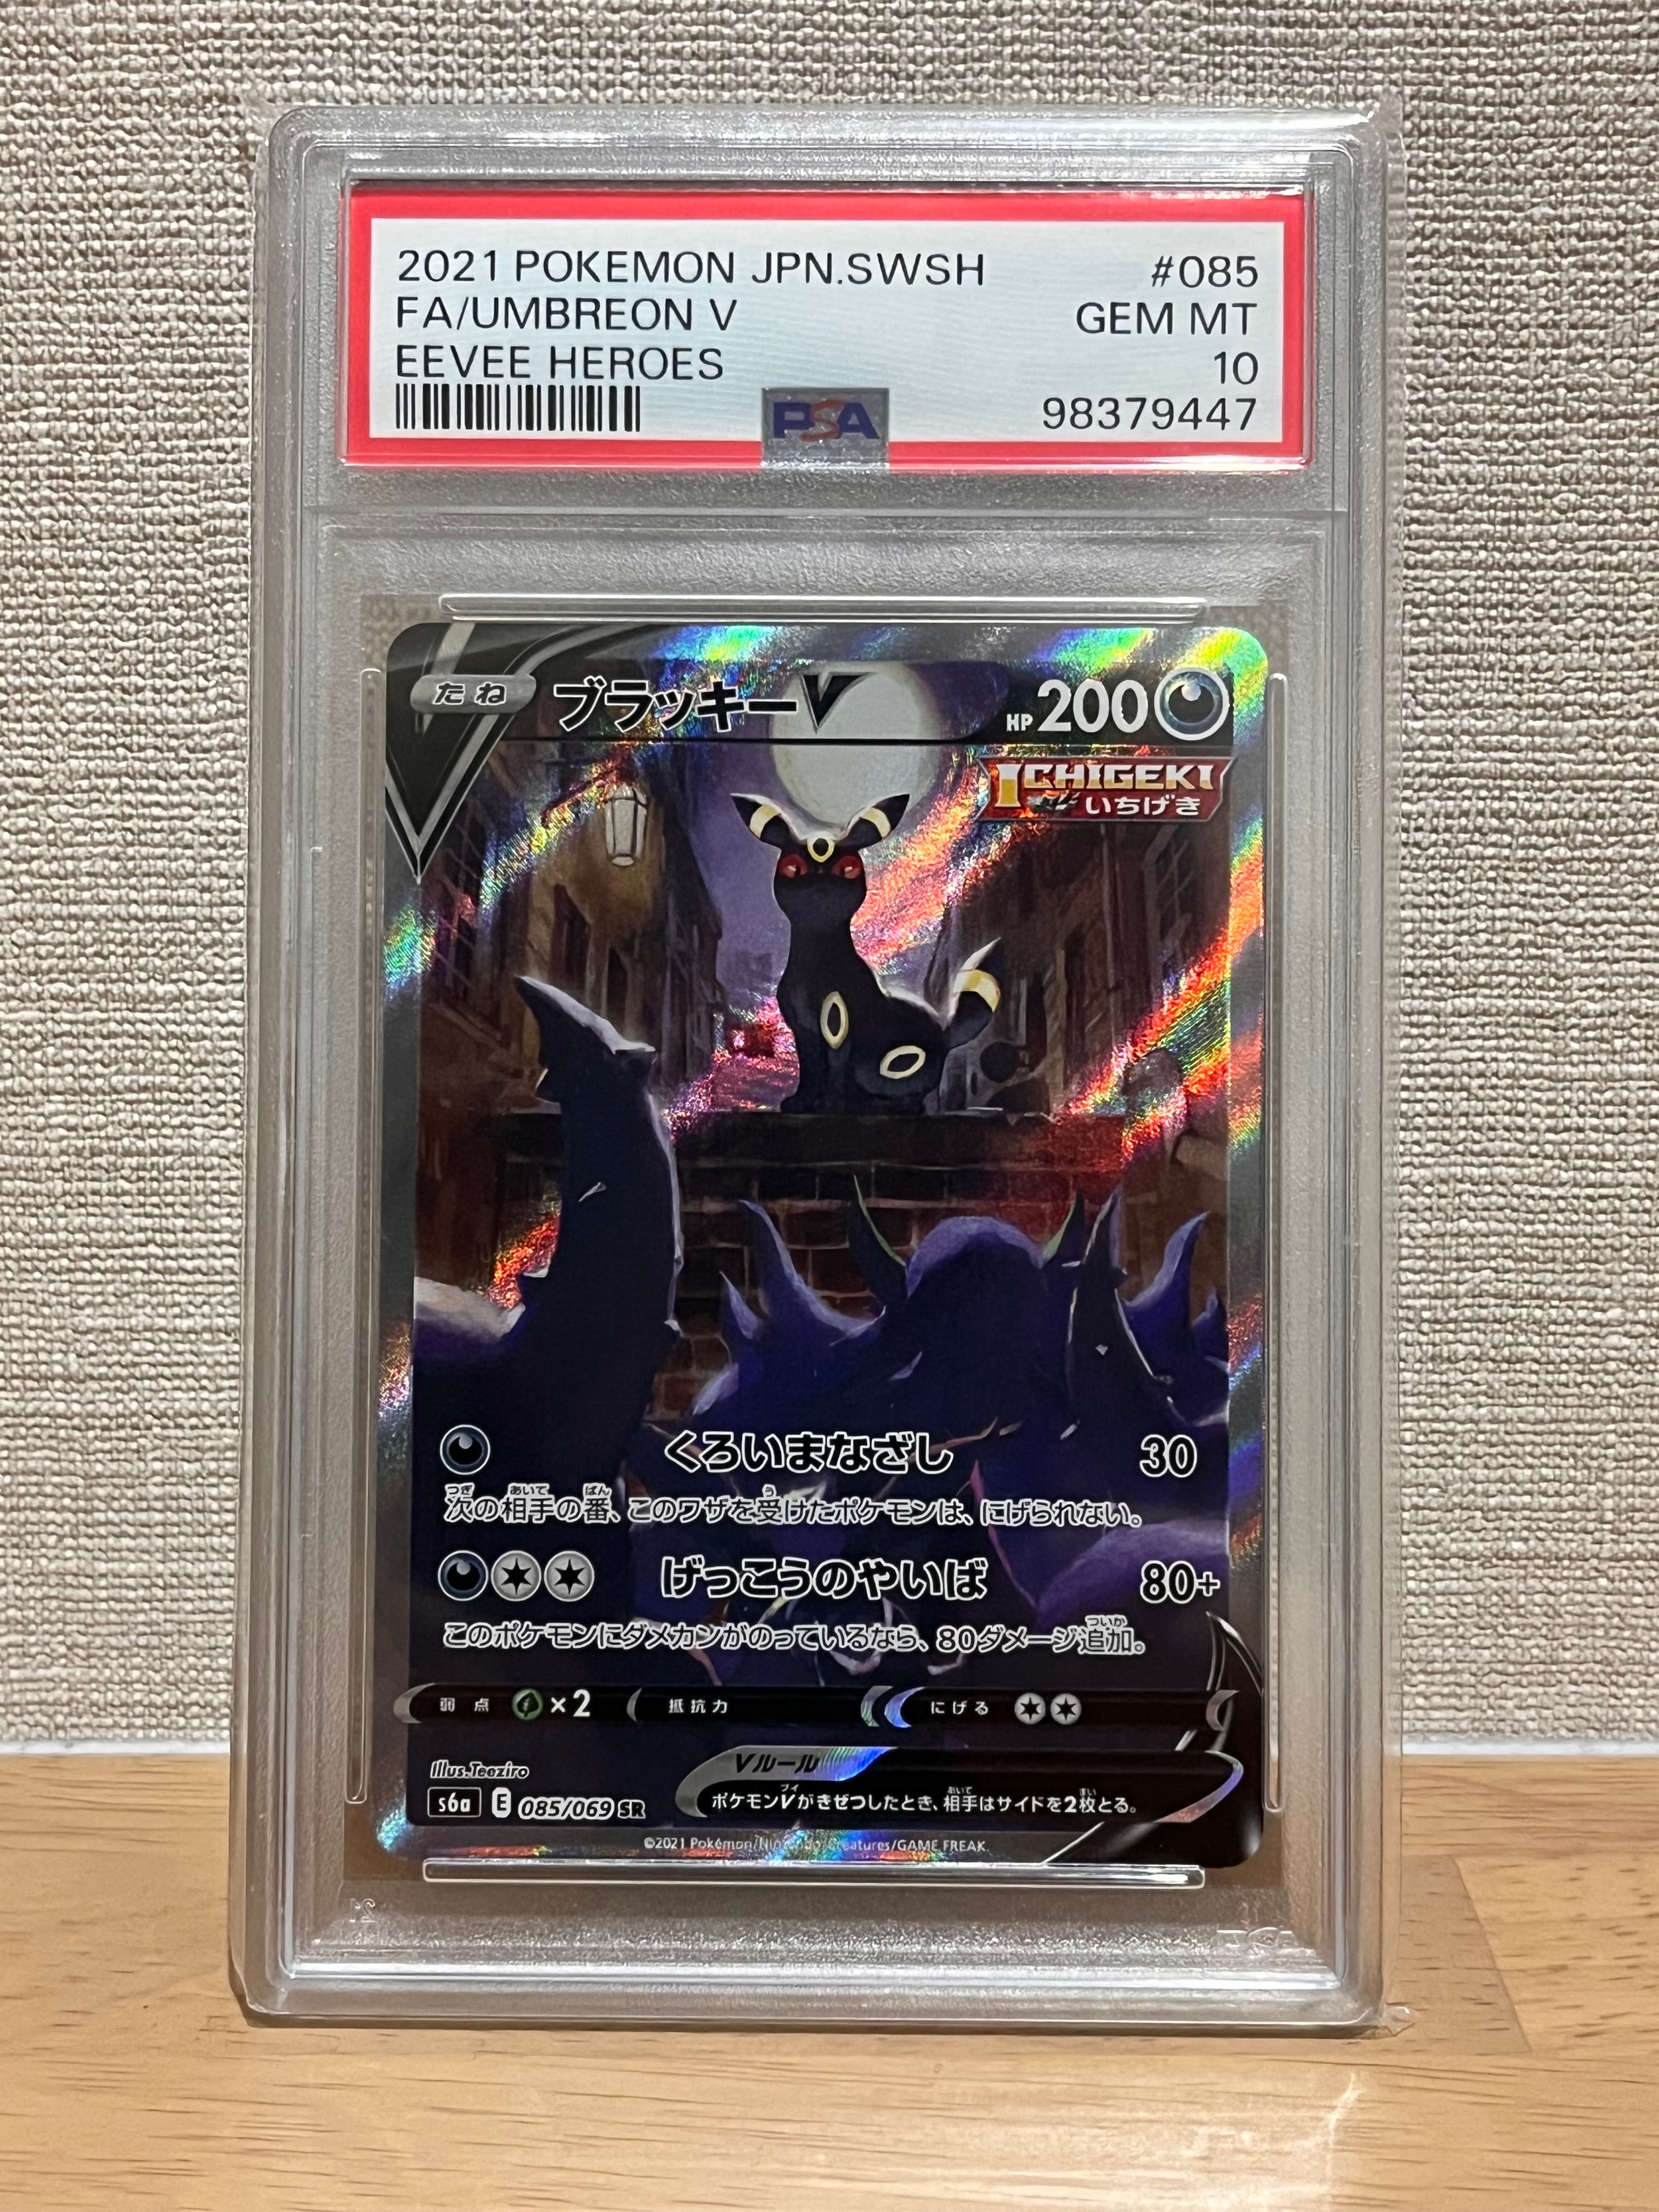 2021 POKEMON JPN.SWSH #085
FA/UMBREON V GEM MT
EEVEE HEROES 10
PSA 98379447
たね ブラッキーV HP 200
ICHIGEKI
いちげき
くろいまなざし 30
次の相手の番、このワザを受けたポケモンは、にげられない。
げっこうのやいば 80+
このポケモンにダメカンがのっているなら、80ダメージ追加。
弱点 ×2 抵抗力 にげる
Illus.Teeziro
Vルール
ポケモンVがきぜつしたとき、相手はサイドを2枚とる。
s6a E 085/069 SR
©2021 Pokémon/Nintendo/Creatures/GAME FREAK